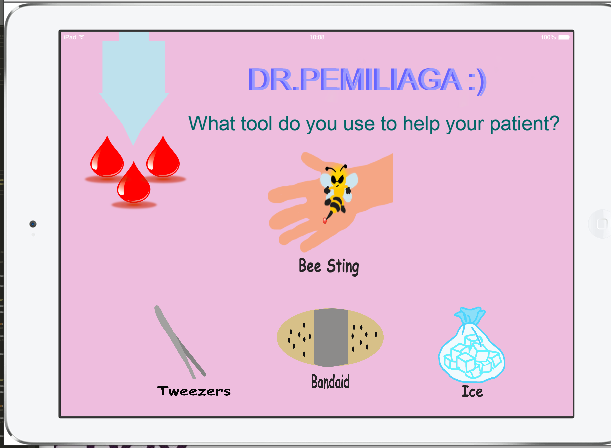 iPad
10:00
100%
DR.PEMILIAGA :)
What tool do you use to help your patient?
Bee Sting
Tweezers
Bandaid
Ice